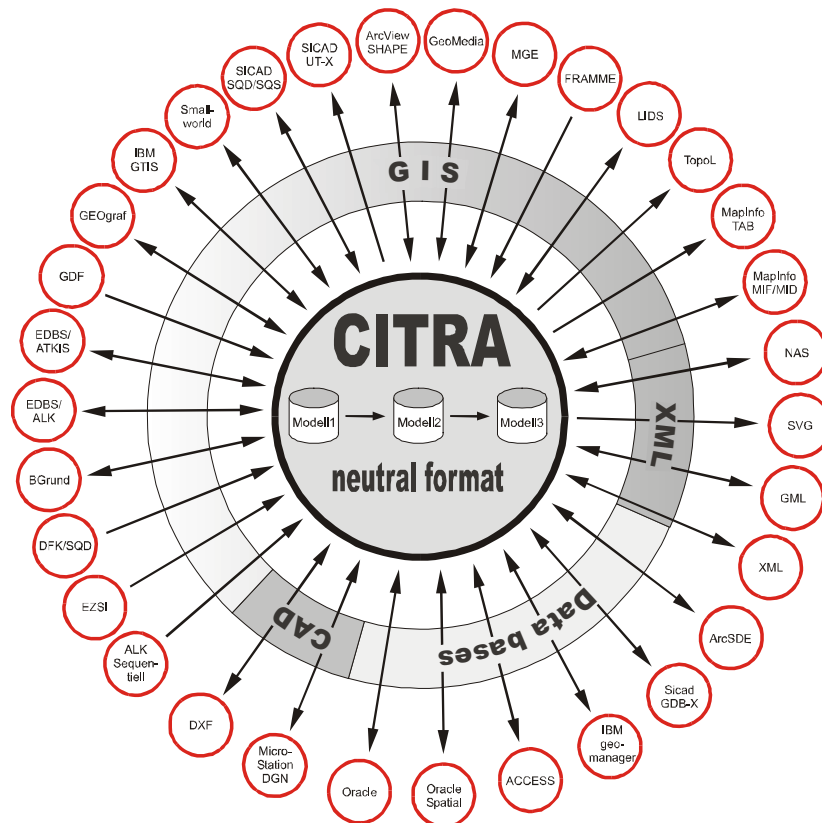 ArcView
SHAPE
GeoMedia
MGE
FRAMME
LIDS
TopoL
MapInfo
TAB
MapInfo
MIF/MID
NAS
SVG
GML
XML
ArcSDE
Sicad
GDB-X
IBM
geo-
manager
ACCESS
Oracle
Spatial
Oracle
Micro-
Station
DGN
DXF
ALK
Sequen-
tiell
EZSI
DFK/SQD
BGrund
EDBS/
ALK
EDBS/
ATKIS
GDF
GEOgraf
IBM
GTIS
Small-
world
SICAD
SQD/SQS
SICAD
UT-X
GIS
XML
Data bases
CAD
CITRA
Modell1
Modell2
Modell3
neutral format